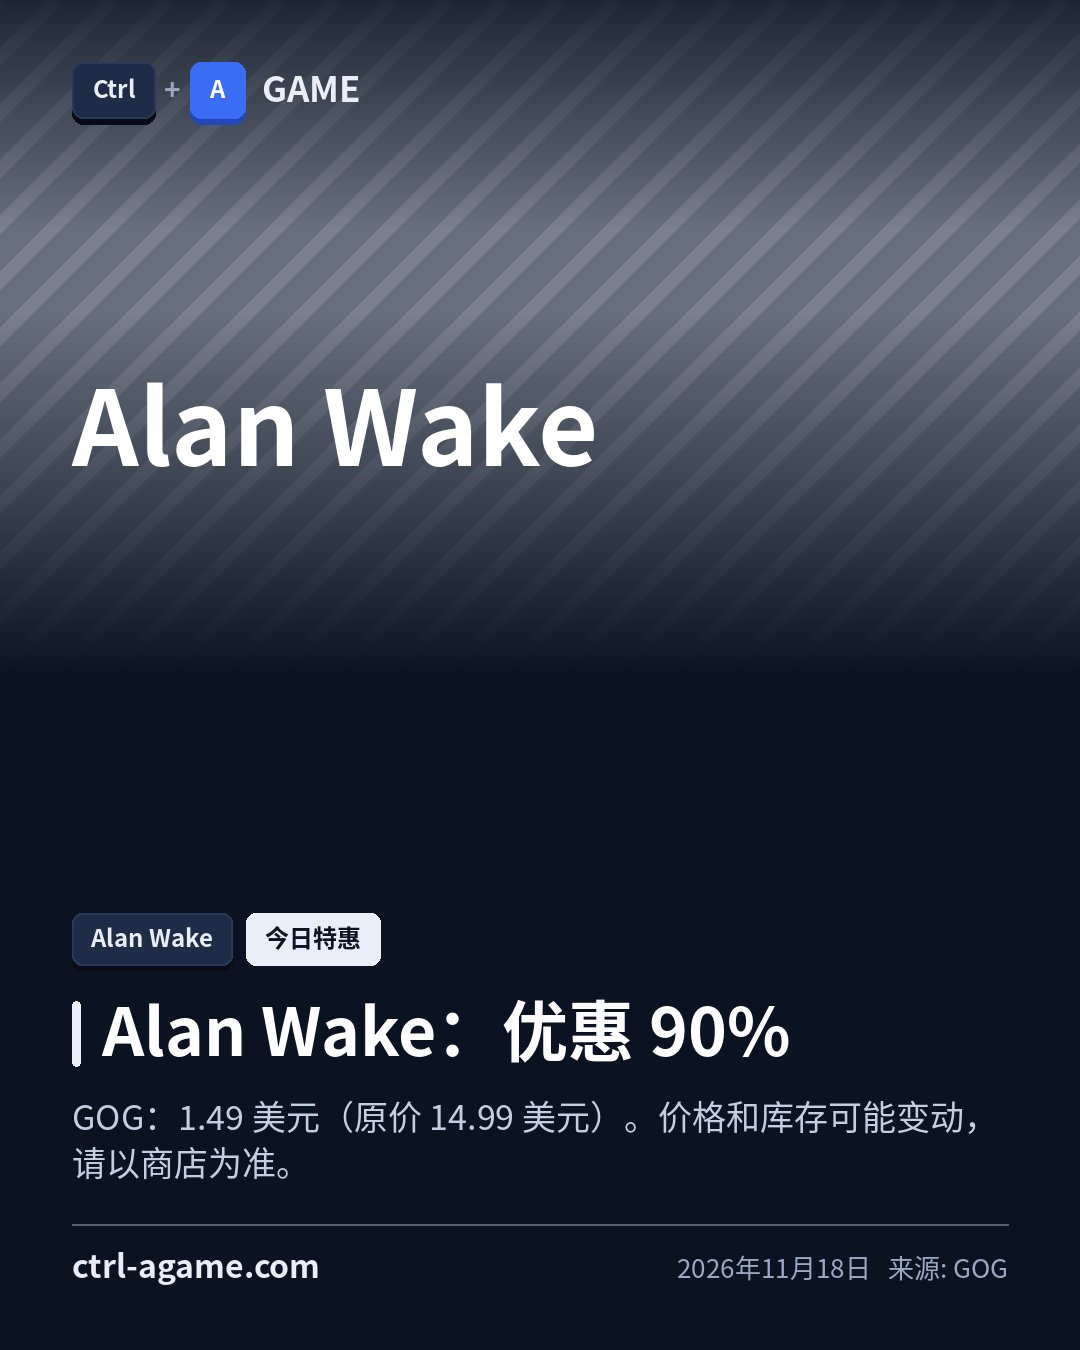 Ctrl + A GAME
Alan Wake
Alan Wake 今日特惠
Alan Wake：优惠 90%
GOG：1.49 美元（原价 14.99 美元）。价格和库存可能变动，
请以商店为准。
ctrl-agame.com 2026年11月18日 来源: GOG